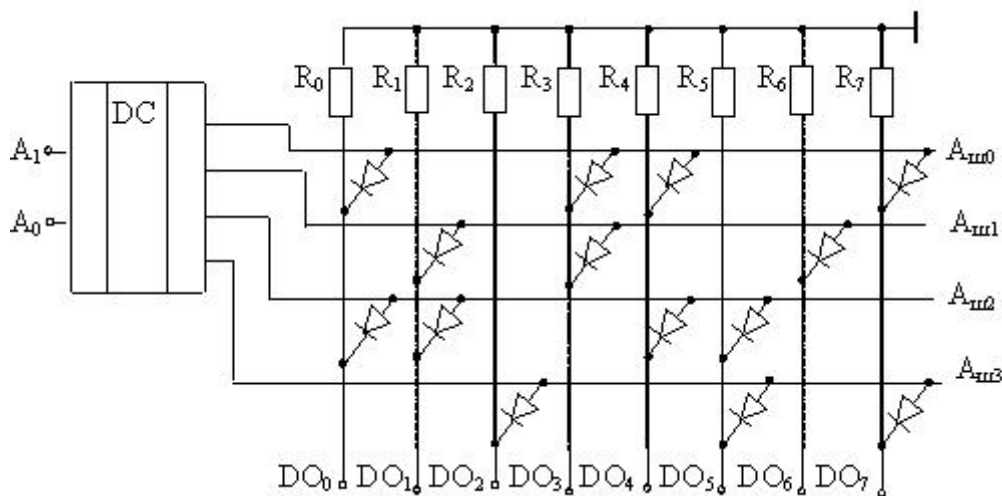 R₀ R₁ R₂ R₃ R₄ R₅ R₆ R₇
DC
A₁
A₀
Aш0
Aш1
Aш2
Aш3
DO₀ DO₁ DO₂ DO₃ DO₄ DO₅ DO₆ DO₇